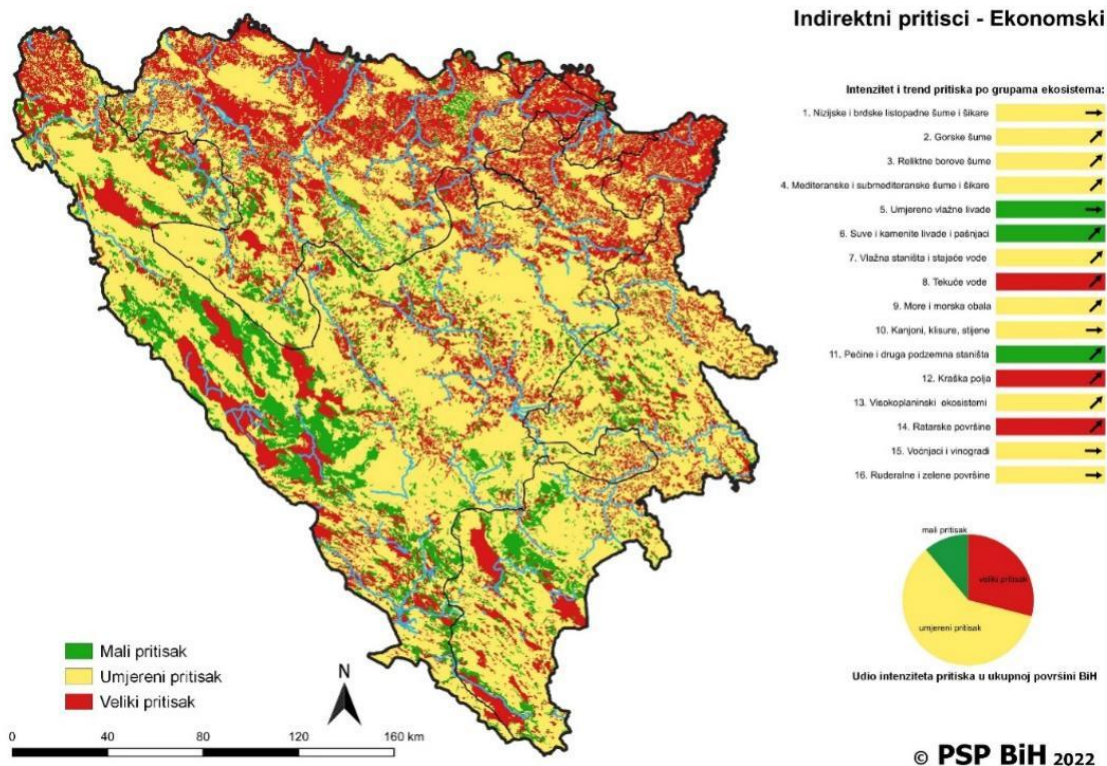 Indirektni pritisci - Ekonomski
Intenzitet i trend pritiska po grupama ekosistema:
1. Nizijske i brdske listopadne šume i šikare
2. Gorske šume
3. Reliktne borove šume
4. Mediteranske i submediteranske šume i šikare
5. Umjereno vlažne livade
6. Suve i kamenite livade i pašnjaci
7. Vlažna staništa i stajaće vode
8. Tekuće vode
9. More i morska obala
10. Kanjoni, klisure, stijene
11. Pećine i druga podzemna staništa
12. Kraška polja
13. Visokoplaninski ekosistemi
14. Ratarske površine
15. Voćnjaci i vinogradi
16. Ruderalne i zelene površine
mali pritisak
veliki pritisak
umjereni pritisak
Udio intenziteta pritiska u ukupnoj površini BiH
Mali pritisak
Umjereni pritisak
Veliki pritisak
N
0 40 80 120 160 km
© PSP BiH 2022